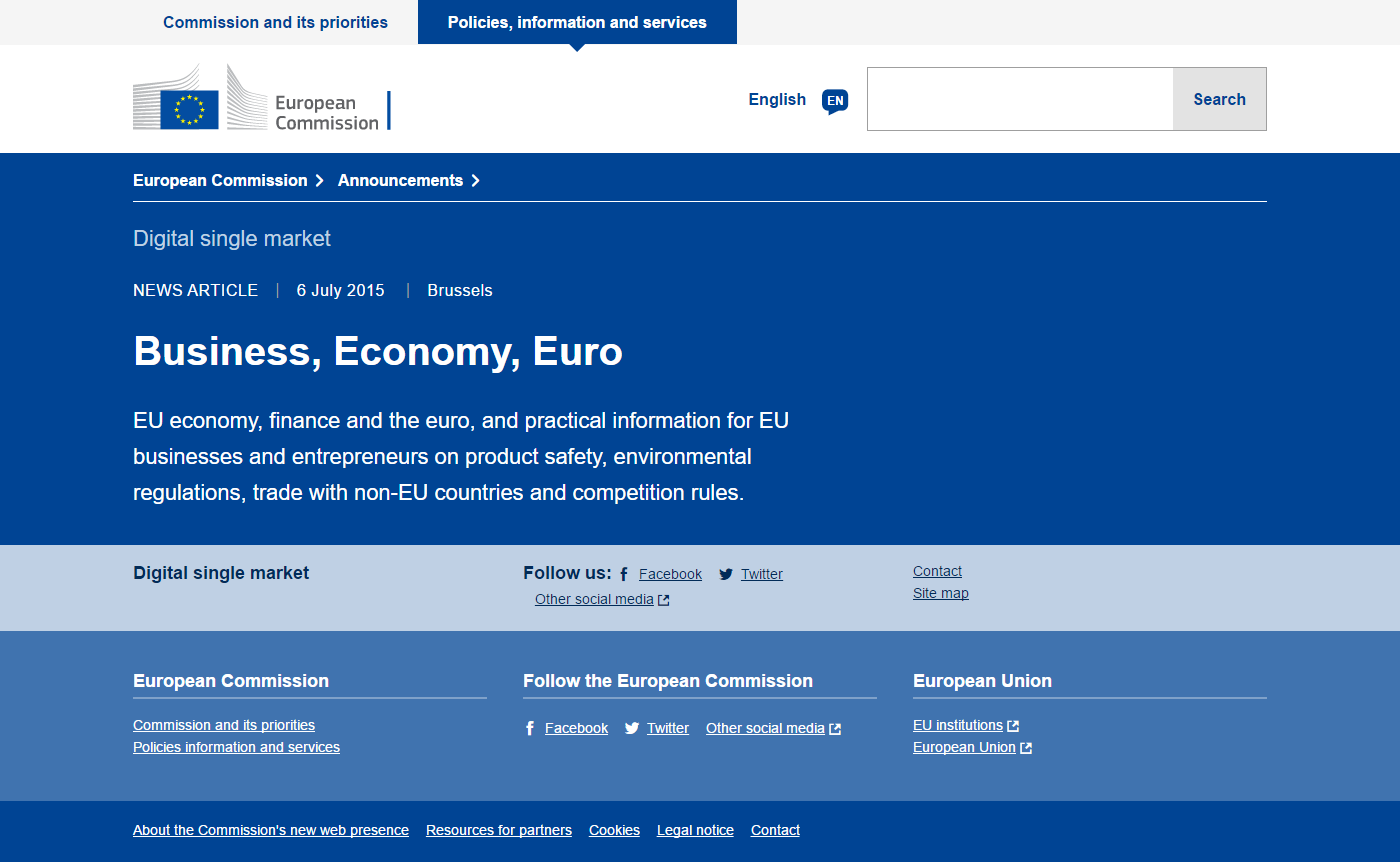 Commission and its priorities
Policies, information and services
European
Commission
English
EN
Search
European Commission
Announcements
Digital single market
NEWS ARTICLE | 6 July 2015 | Brussels
Business, Economy, Euro
EU economy, finance and the euro, and practical information for EU
businesses and entrepreneurs on product safety, environmental
regulations, trade with non-EU countries and competition rules.
Digital single market
Follow us: Facebook Twitter
Other social media
Contact
Site map
European Commission
Commission and its priorities
Policies information and services
Follow the European Commission
Facebook Twitter Other social media
European Union
EU institutions
European Union
About the Commission's new web presence Resources for partners Cookies Legal notice Contact